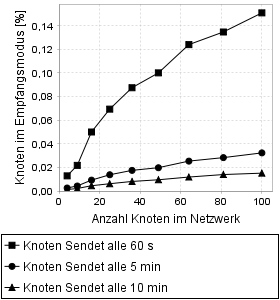 Knoten im Empfangsmodus [%]
0,14
0,12
0,10
0,08
0,06
0,04
0,02
0,00
0 20 40 60 80 100
Anzahl Knoten im Netzwerk
Knoten Sendet alle 60 s
Knoten Sendet alle 5 min
Knoten Sendet alle 10 min